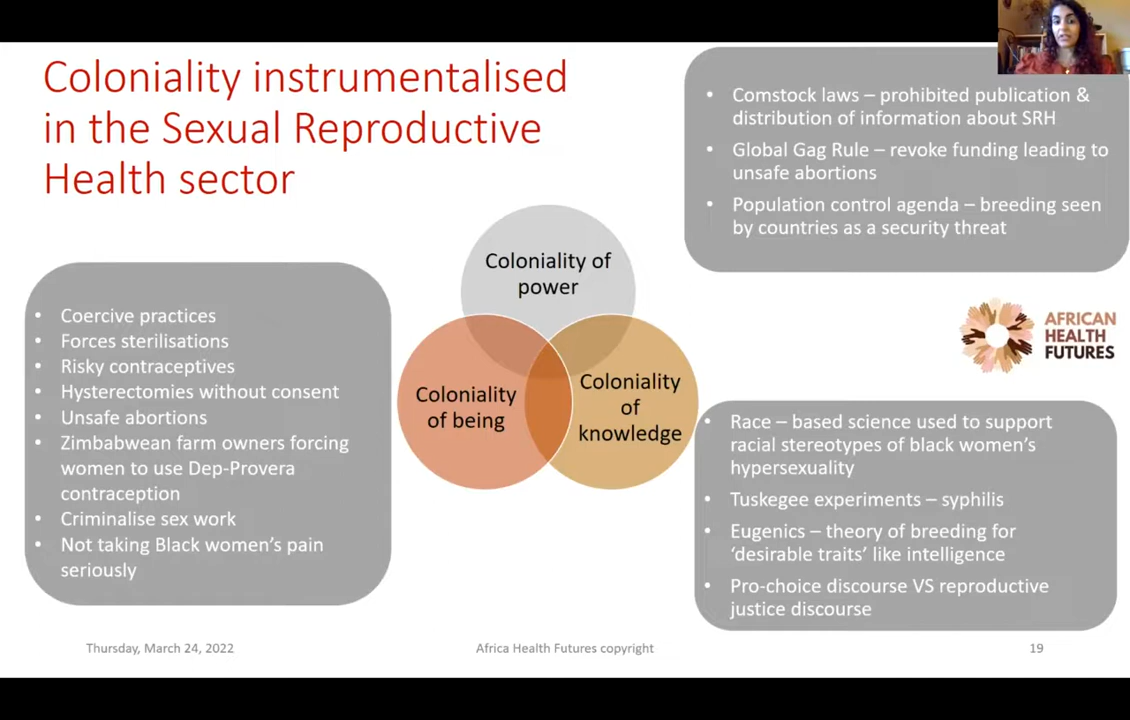 Coloniality instrumentalised
in the Sexual Reproductive
Health sector
• Comstock laws – prohibited publication &
distribution of information about SRH
• Global Gag Rule – revoke funding leading to
unsafe abortions
• Population control agenda – breeding seen
by countries as a security threat
Coloniality of
power
Coloniality
of being
Coloniality
of
knowledge
• Coercive practices
• Forces sterilisations
• Risky contraceptives
• Hysterectomies without consent
• Unsafe abortions
• Zimbabwean farm owners forcing
women to use Dep-Provera
contraception
• Criminalise sex work
• Not taking Black women’s pain
seriously
AFRICAN
HEALTH
FUTURES
• Race – based science used to support
racial stereotypes of black women’s
hypersexuality
• Tuskegee experiments – syphilis
• Eugenics – theory of breeding for
‘desirable traits’ like intelligence
• Pro-choice discourse VS reproductive
justice discourse
Thursday, March 24, 2022
Africa Health Futures copyright
19